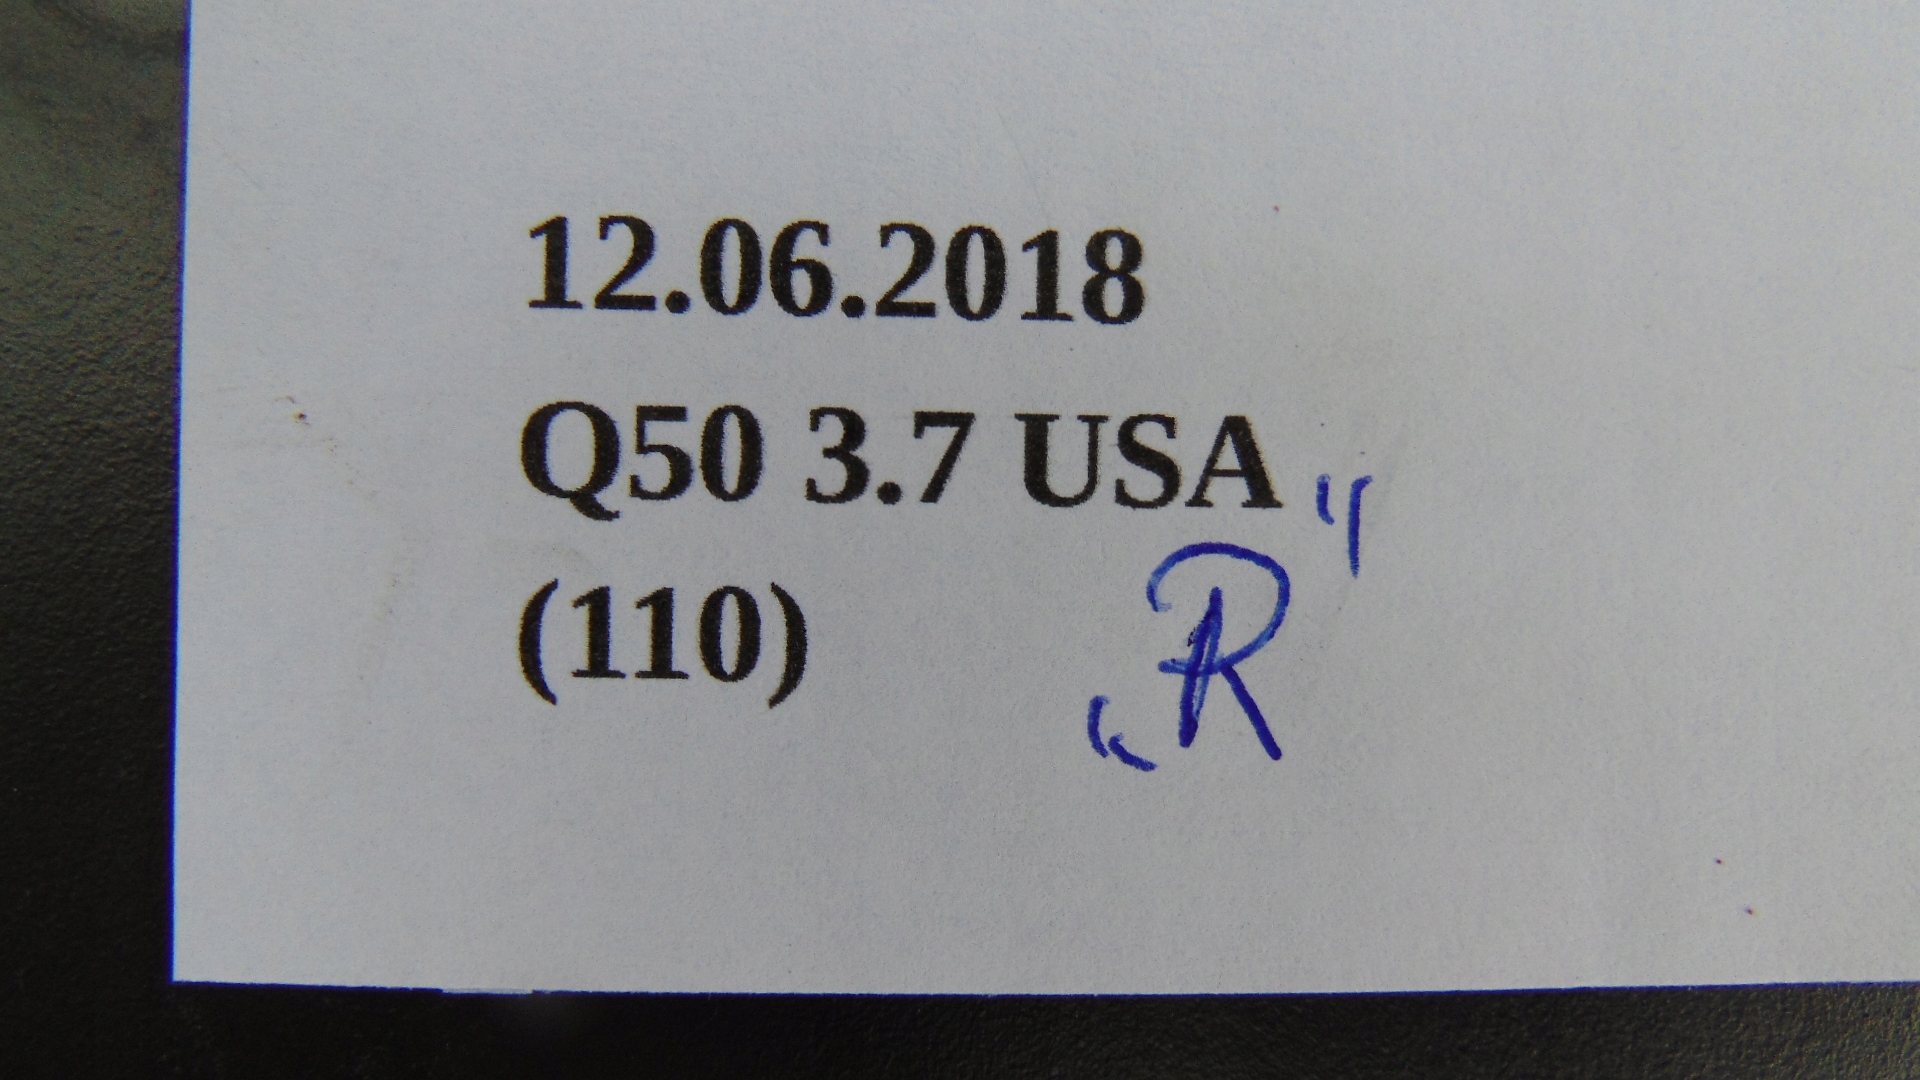 12.06.2018
Q50 3.7 USA
(110)
„R"